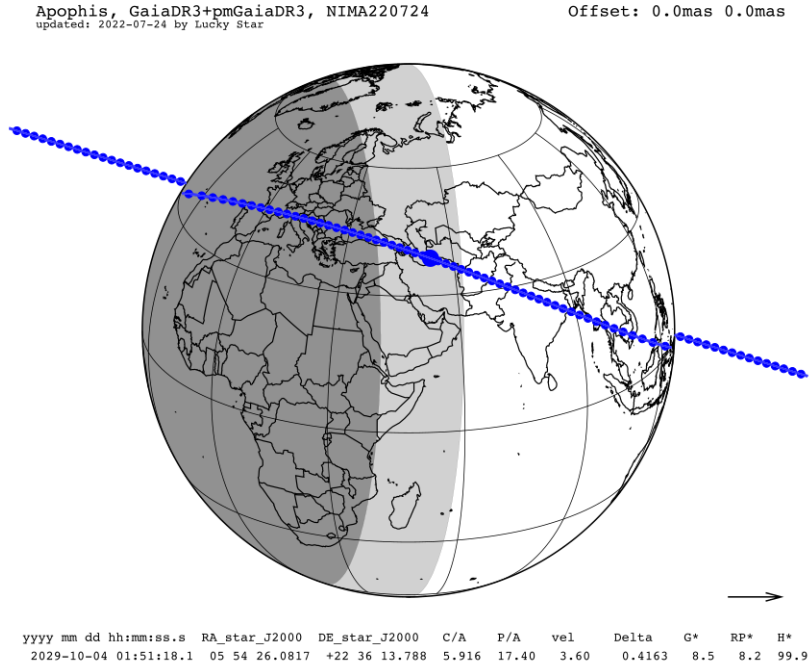 Apophis, GaiaDR3+pmGaiaDR3, NIMA220724 Offset: 0.0mas 0.0mas
updated: 2022-07-24 by Lucky Star
yyyy mm dd hh:mm:ss.s RA_star_J2000 DE_star_J2000 C/A P/A vel Delta G* RP* H*
2029-10-04 01:51:18.1 05 54 26.0817 +22 36 13.788 5.916 17.40 3.60 0.4163 8.5 8.2 99.9